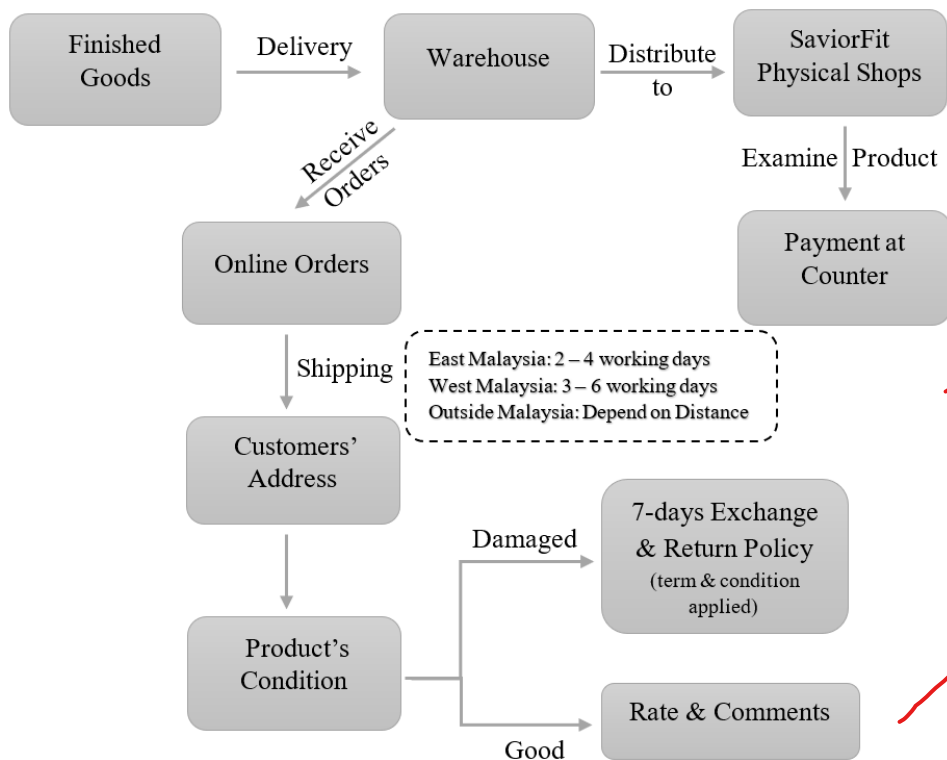 Finished
Goods
Delivery
Warehouse
Distribute
to
SaviorFit
Physical Shops
Receive
Orders
Examine
Product
Online Orders
Payment at
Counter
Shipping
East Malaysia: 2 – 4 working days
West Malaysia: 3 – 6 working days
Outside Malaysia: Depend on Distance
Customers’
Address
Damaged
7-days Exchange
& Return Policy
(term & condition
applied)
Product’s
Condition
Good
Rate & Comments